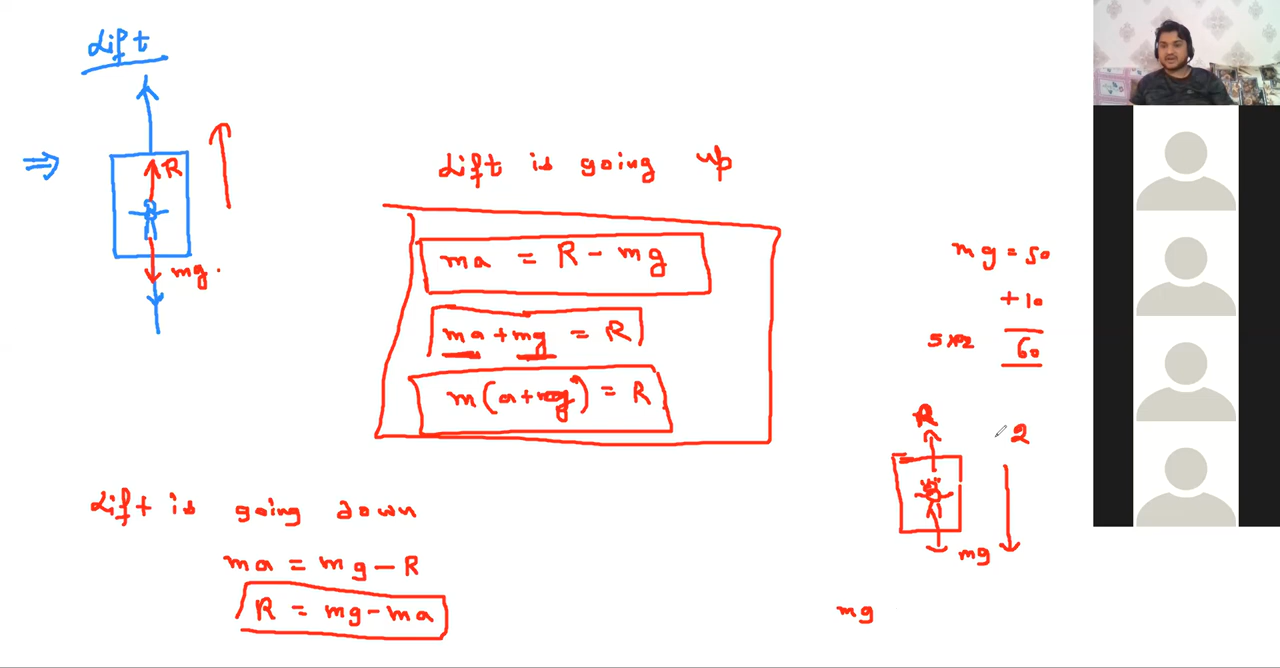 Lift
R
mg.
Lift is going up
ma = R - mg
ma + mg = R
m(a+g) = R
mg = 50
+10
5x2 60
R
2
mg
Lift is going down
ma = mg - R
R = mg - ma
mg